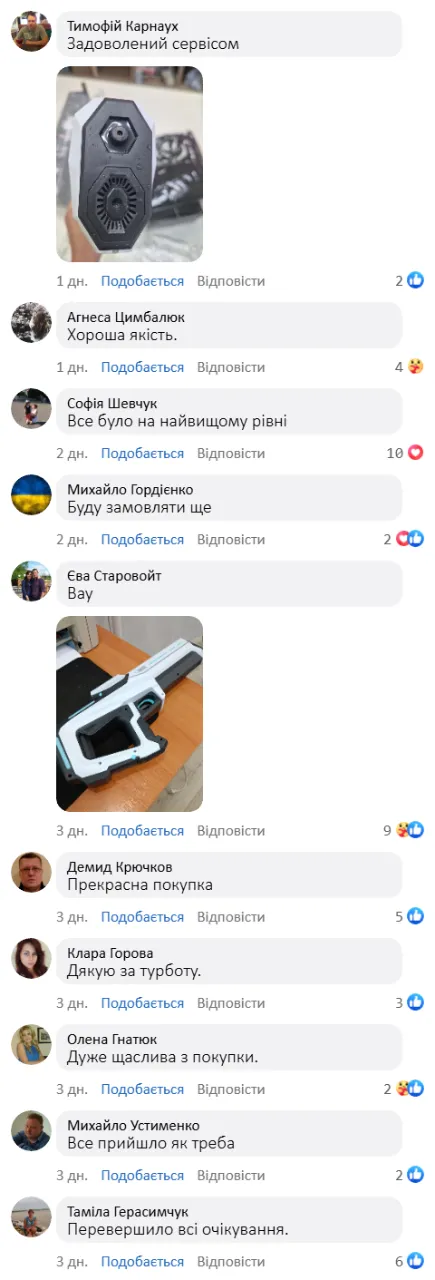 Тимофій Карнаух
Задоволений сервісом
1 дн. Подобається Відповісти 2
Агнеса Цимбалюк
Хороша якість.
1 дн. Подобається Відповісти 4
Софія Шевчук
Все було на найвищому рівні
2 дн. Подобається Відповісти 10
Михайло Гордієнко
Буду замовляти ще
2 дн. Подобається Відповісти 2
Єва Старовойт
Вау
3 дн. Подобається Відповісти 9
Демид Крючков
Прекрасна покупка
3 дн. Подобається Відповісти 5
Клара Горова
Дякую за турботу.
3 дн. Подобається Відповісти 3
Олена Гнатюк
Дуже щаслива з покупки.
3 дн. Подобається Відповісти 2
Михайло Устименко
Все прийшло як треба
3 дн. Подобається Відповісти 2
Таміла Герасимчук
Перевершило всі очікування.
3 дн. Подобається Відповісти 6